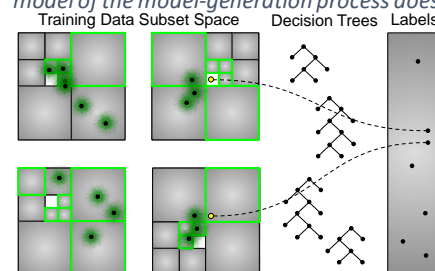 model of the model-generation process does
Training Data Subset Space Decision Trees Labels